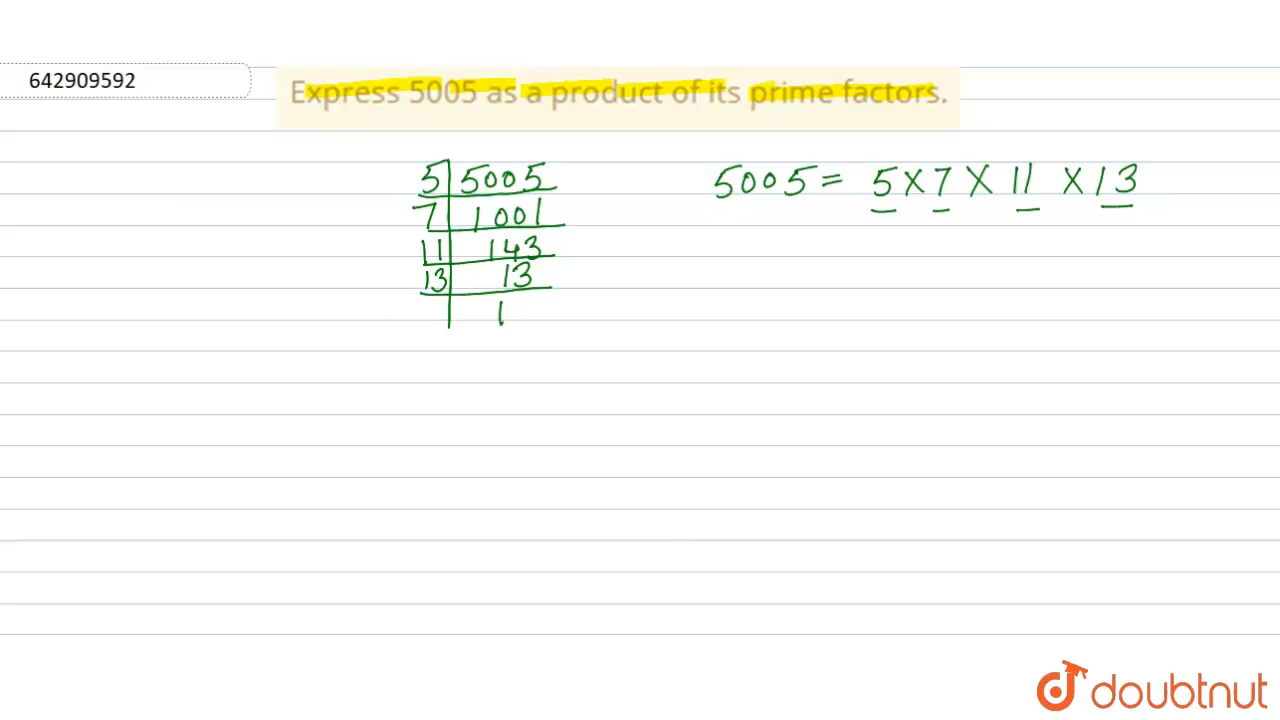 642909592
Express 5005 as a product of its prime factors.
5 | 5005
7 | 1001
11 | 143
13 | 13
| 1
5005 = 5 × 7 × 11 × 13
doubtnut